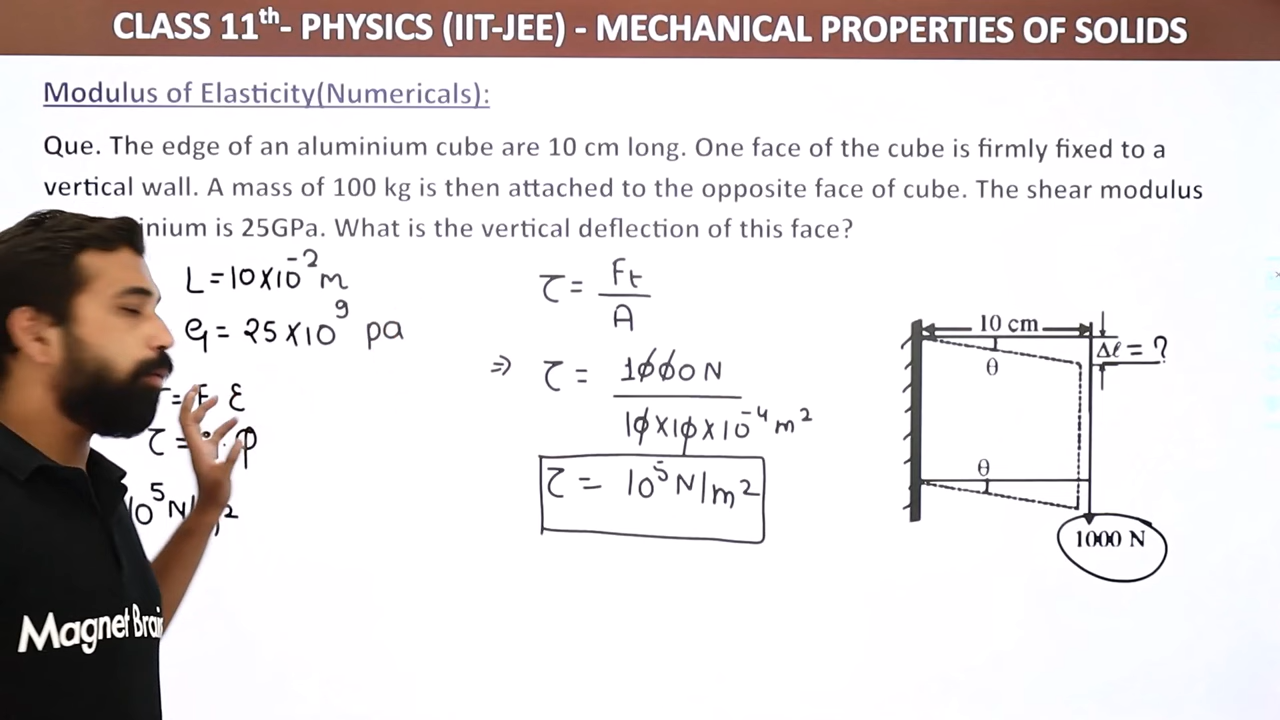 CLASS 11th- PHYSICS (IIT-JEE) - MECHANICAL PROPERTIES OF SOLIDS
Modulus of Elasticity(Numericals):
Que. The edge of an aluminium cube are 10 cm long. One face of the cube is firmly fixed to a
vertical wall. A mass of 100 kg is then attached to the opposite face of cube. The shear modulus
nium is 25GPa. What is the vertical deflection of this face?
L = 10×10⁻² m
= 25×10⁹ pa
ε
τ = φ
10⁵ N/m²
τ = Ft / A
⇒ τ = 1000 N / 10×10×10⁻⁴ m²
τ = 10⁵ N/m²
10 cm
Δℓ = ?
θ
θ
1000 N
Magnet Brai